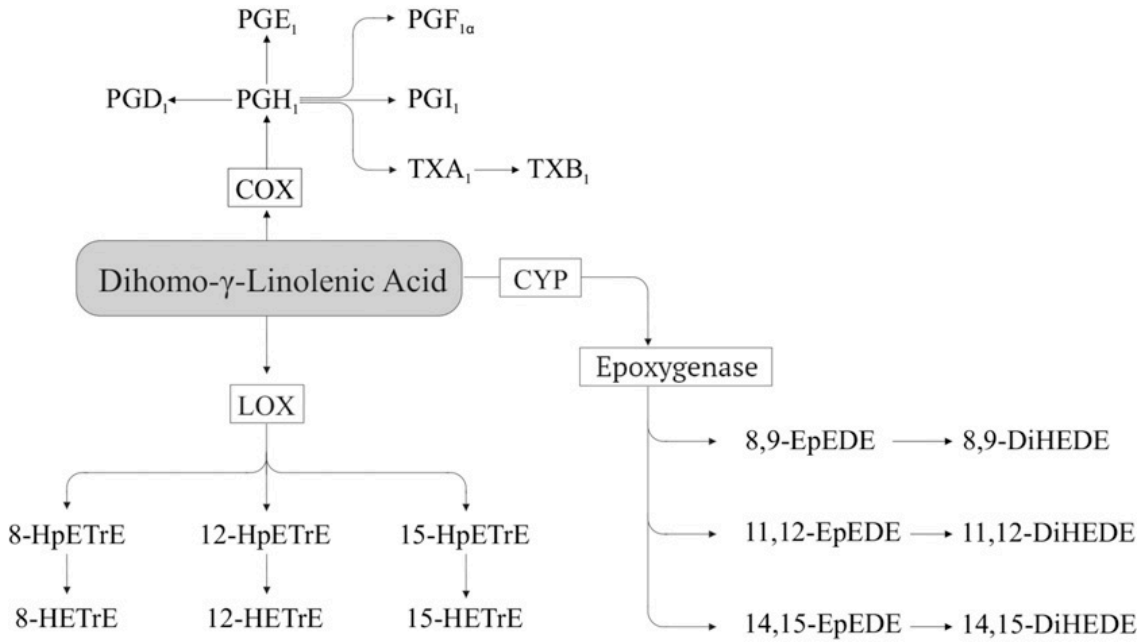 PGE₁
PGF₁α
PGD₁
PGH₁
PGI₁
TXA₁
TXB₁
COX
Dihomo-γ-Linolenic Acid
CYP
Epoxygenase
LOX
8,9-EpEDE
8,9-DiHEDE
8-HpETrE
12-HpETrE
15-HpETrE
11,12-EpEDE
11,12-DiHEDE
8-HETrE
12-HETrE
15-HETrE
14,15-EpEDE
14,15-DiHEDE